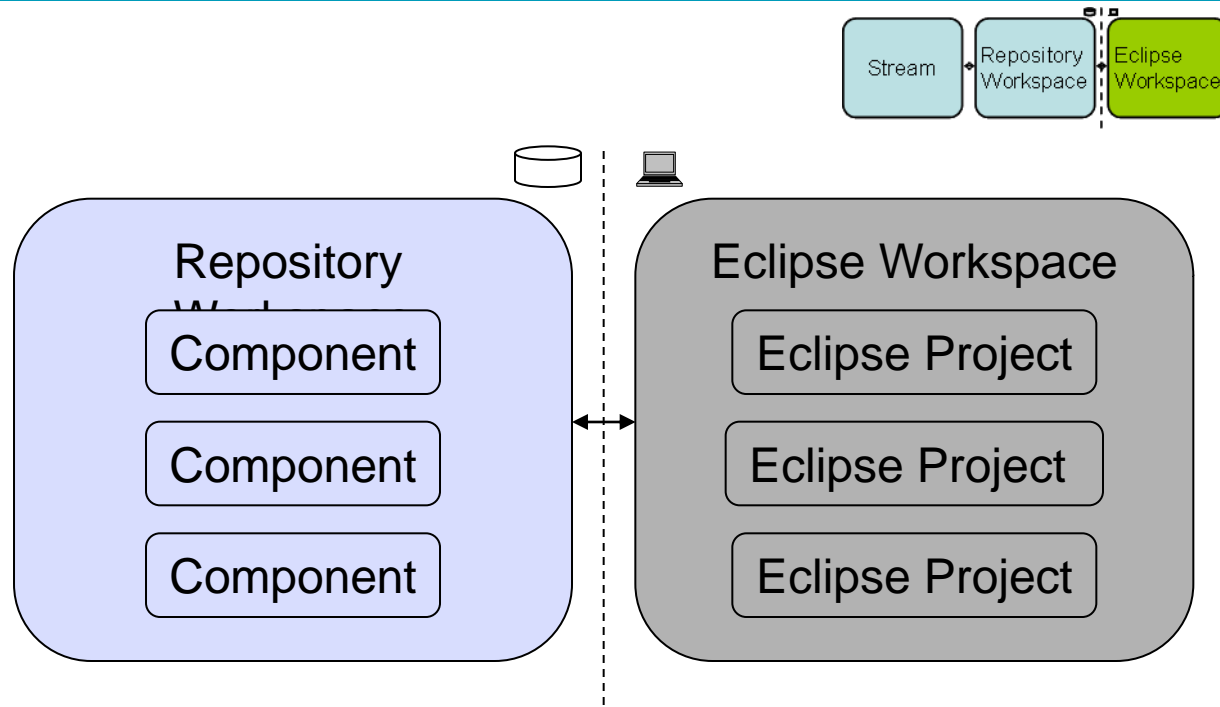 Stream
Repository
Workspace
Eclipse
Workspace
Repository
Eclipse Workspace
Component
Eclipse Project
Component
Eclipse Project
Component
Eclipse Project